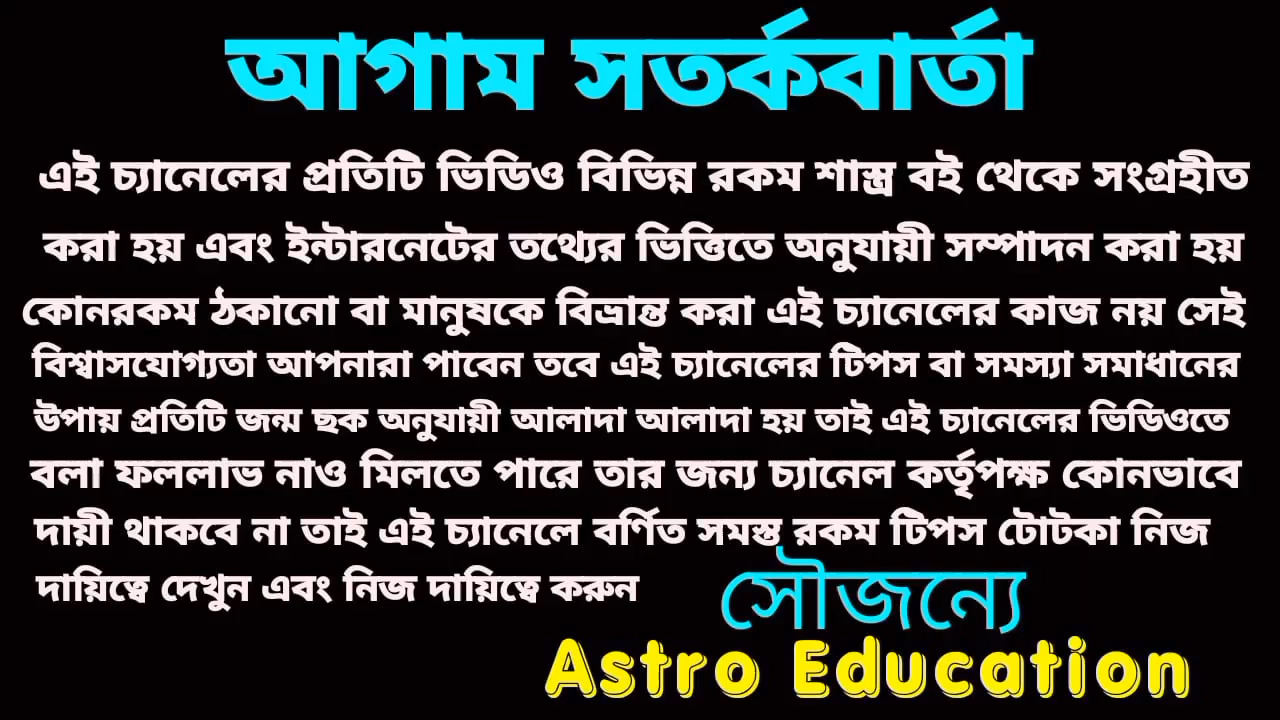 আগাম সতর্কবার্তা
এই চ্যানেলের প্রতিটি ভিডিও বিভিন্ন রকম শাস্ত্র বই থেকে সংগ্রহীত
করা হয় এবং ইন্টারনেটের তথ্যের ভিত্তিতে অনুযায়ী সম্পাদন করা হয়
কোনরকম ঠকানো বা মানুষকে বিভ্রান্ত করা এই চ্যানেলের কাজ নয় সেই
বিশ্বাসযোগ্যতা আপনারা পাবেন তবে এই চ্যানেলের টিপস বা সমস্যা সমাধানের
উপায় প্রতিটি জন্ম ছক অনুযায়ী আলাদা আলাদা হয় তাই এই চ্যানেলের ভিডিওতে
বলা ফললাভ নাও মিলতে পারে তার জন্য চ্যানেল কর্তৃপক্ষ কোনভাবে
দায়ী থাকবে না তাই এই চ্যানেলে বর্ণিত সমস্ত রকম টিপস টোটকা নিজ
দায়িত্বে দেখুন এবং নিজ দায়িত্বে করুন
সৌজন্যে
Astro Education